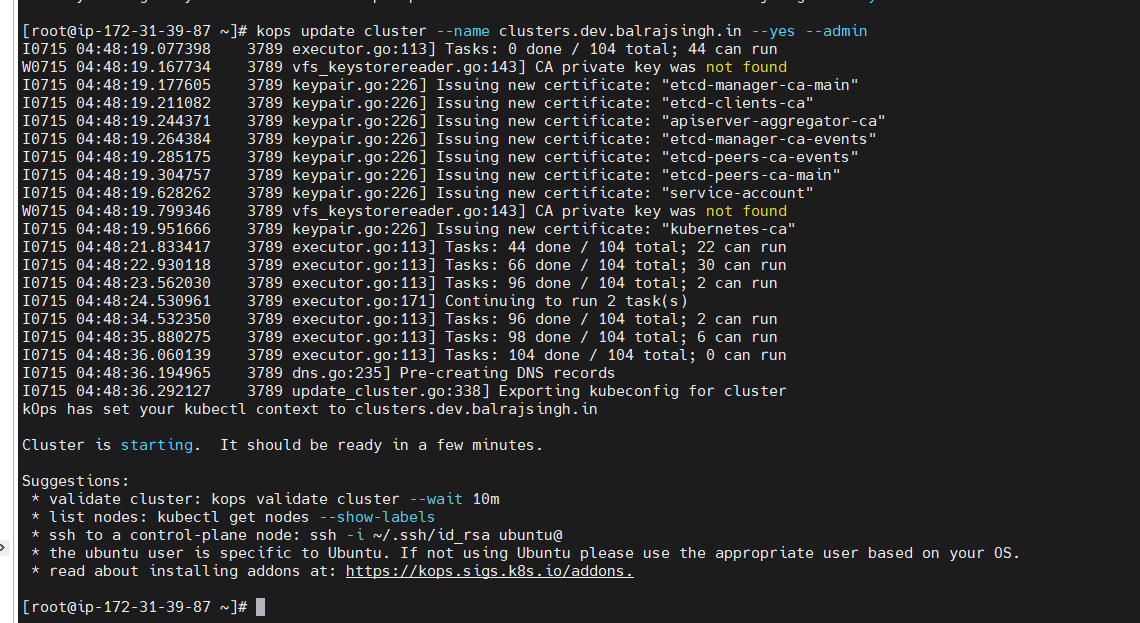 [root@ip-172-31-39-87 ~]# kops update cluster --name clusters.dev.balrajsingh.in --yes --admin
I0715 04:48:19.077398    3789 executor.go:113] Tasks: 0 done / 104 total; 44 can run
W0715 04:48:19.167734    3789 vfs_keystorereader.go:143] CA private key was not found
I0715 04:48:19.177605    3789 keypair.go:226] Issuing new certificate: "etcd-manager-ca-main"
I0715 04:48:19.211082    3789 keypair.go:226] Issuing new certificate: "etcd-clients-ca"
I0715 04:48:19.244371    3789 keypair.go:226] Issuing new certificate: "apiserver-aggregator-ca"
I0715 04:48:19.264384    3789 keypair.go:226] Issuing new certificate: "etcd-manager-ca-events"
I0715 04:48:19.285175    3789 keypair.go:226] Issuing new certificate: "etcd-peers-ca-events"
I0715 04:48:19.304757    3789 keypair.go:226] Issuing new certificate: "etcd-peers-ca-main"
I0715 04:48:19.628262    3789 keypair.go:226] Issuing new certificate: "service-account"
W0715 04:48:19.799346    3789 vfs_keystorereader.go:143] CA private key was not found
I0715 04:48:19.951666    3789 keypair.go:226] Issuing new certificate: "kubernetes-ca"
I0715 04:48:21.833417    3789 executor.go:113] Tasks: 44 done / 104 total; 22 can run
I0715 04:48:22.930118    3789 executor.go:113] Tasks: 66 done / 104 total; 30 can run
I0715 04:48:23.562030    3789 executor.go:113] Tasks: 96 done / 104 total; 2 can run
I0715 04:48:24.530961    3789 executor.go:171] Continuing to run 2 task(s)
I0715 04:48:34.532350    3789 executor.go:113] Tasks: 96 done / 104 total; 2 can run
I0715 04:48:35.880275    3789 executor.go:113] Tasks: 98 done / 104 total; 6 can run
I0715 04:48:36.060139    3789 executor.go:113] Tasks: 104 done / 104 total; 0 can run
I0715 04:48:36.194965    3789 dns.go:235] Pre-creating DNS records
I0715 04:48:36.292127    3789 update_cluster.go:338] Exporting kubeconfig for cluster
kOps has set your kubectl context to clusters.dev.balrajsingh.in
Cluster is starting.  It should be ready in a few minutes.
Suggestions:
 * validate cluster: kops validate cluster --wait 10m
 * list nodes: kubectl get nodes --show-labels
 * ssh to a control-plane node: ssh -i ~/.ssh/id_rsa ubuntu@
 * the ubuntu user is specific to Ubuntu. If not using Ubuntu please use the appropriate user based on your OS.
 * read about installing addons at: https://kops.sigs.k8s.io/addons.
[root@ip-172-31-39-87 ~]#